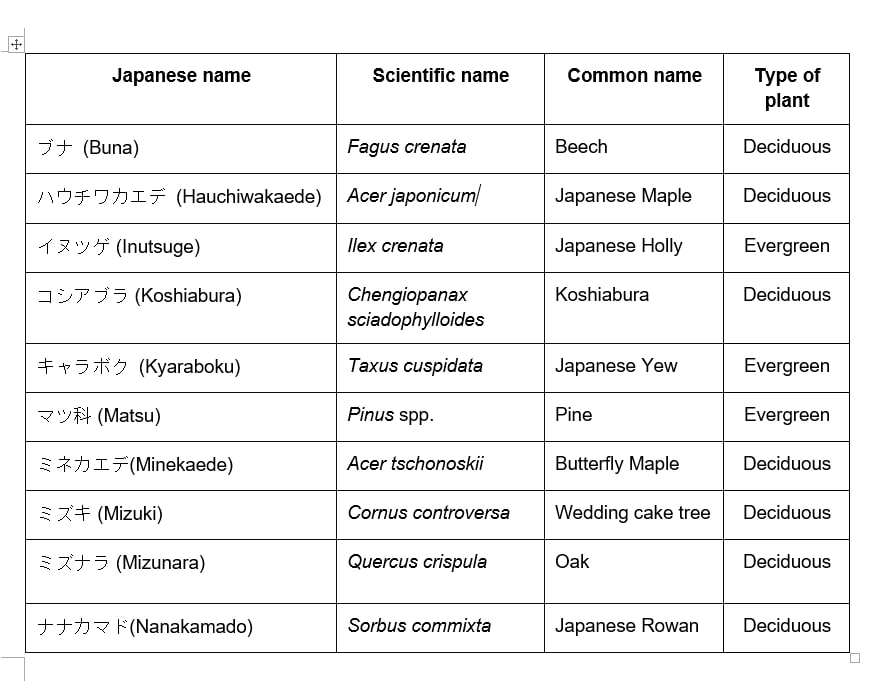 Japanese name Scientific name Common name Type of
plant
ブナ (Buna) Fagus crenata Beech Deciduous
ハウチワカエデ (Hauchiwakaede) Acer japonicum Japanese Maple Deciduous
イヌツゲ (Inutsuge) Ilex crenata Japanese Holly Evergreen
コシアブラ (Koshiabura) Chengiopanax Koshiabura Deciduous
sciadophylloides
キャラボク (Kyaraboku) Taxus cuspidata Japanese Yew Evergreen
マツ科 (Matsu) Pinus spp. Pine Evergreen
ミネカエデ(Minekaede) Acer tschonoskii Butterfly Maple Deciduous
ミズキ (Mizuki) Cornus controversa Wedding cake tree Deciduous
ミズナラ (Mizunara) Quercus crispula Oak Deciduous
ナナカマド(Nanakamado) Sorbus commixta Japanese Rowan Deciduous